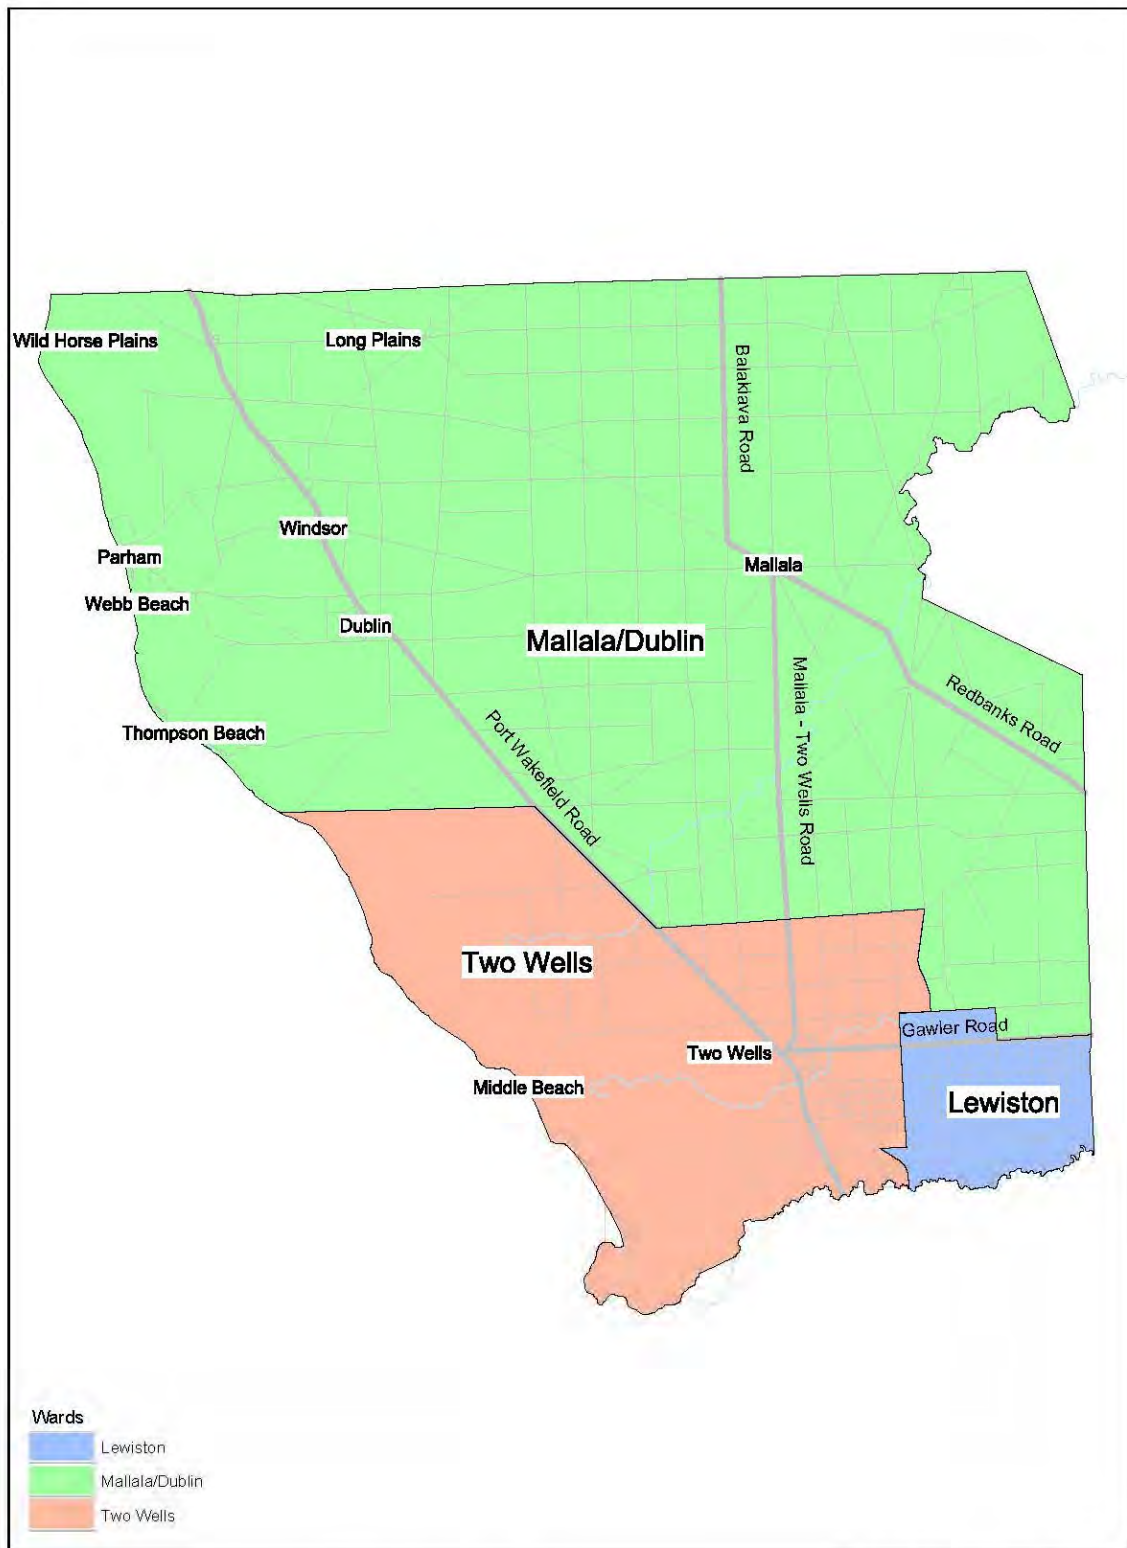 Wild Horse Plains
Long Plains
Balaklava Road
Windsor
Parham
Mallala
Webb Beach
Dublin
Mallala/Dublin
Redbanks Road
Mallala - Two Wells Road
Thompson Beach
Port Wakefield Road
Two Wells
Gawler Road
Two Wells
Middle Beach
Lewiston
Wards
Lewiston
Mallala/Dublin
Two Wells